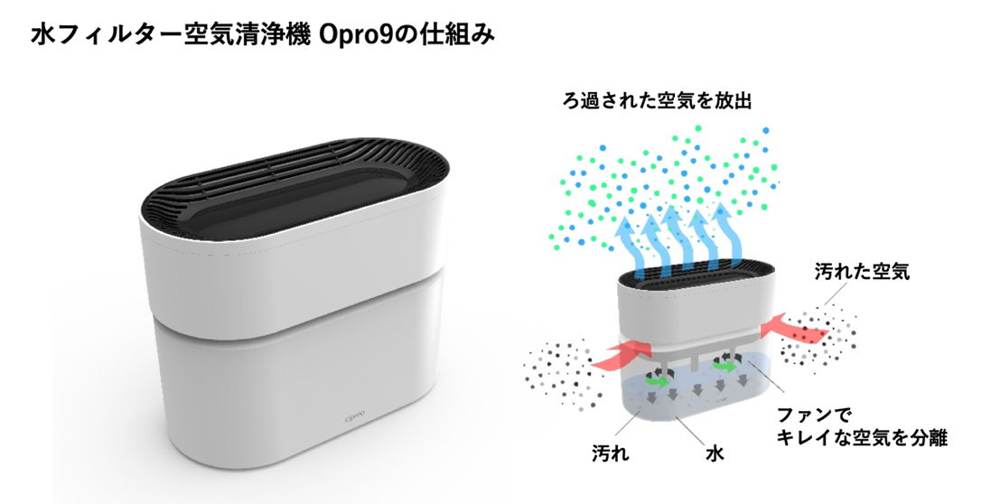 水フィルター空気清浄機 Opro9の仕組み
ろ過された空気を放出
汚れた空気
ファンで
キレイな空気を分離
汚れ
水